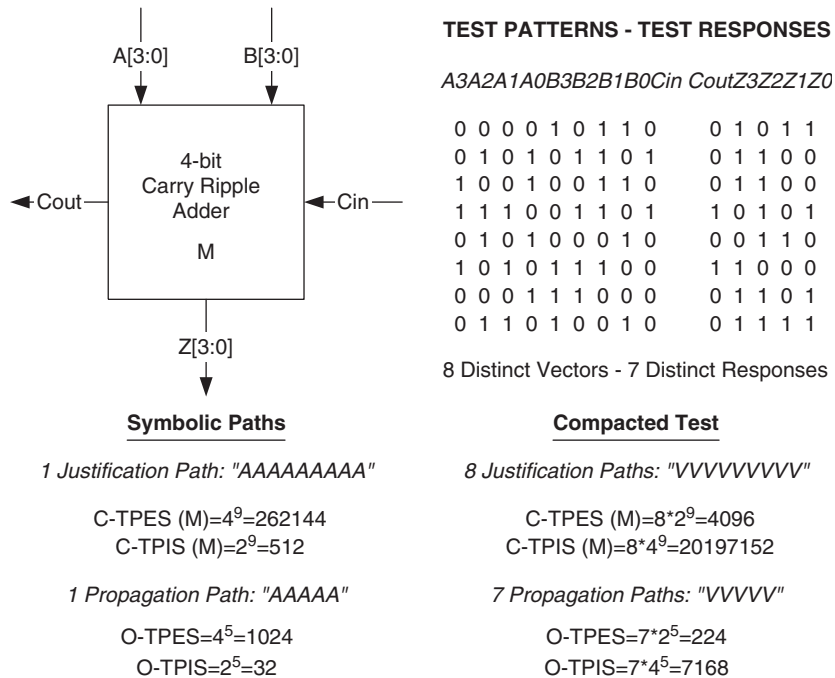 A[3:0] B[3:0]
4-bit
Carry Ripple
Adder
M
Cout
Cin
Z[3:0]
TEST PATTERNS - TEST RESPONSES
A3A2A1A0B3B2B1B0Cin CoutZ3Z2Z1Z0
0 0 0 0 1 0 1 1 0 0 1 0 1 1
0 1 0 1 0 1 1 0 1 0 1 1 0 0
1 0 0 1 0 0 1 1 0 0 1 1 0 0
1 1 1 0 0 1 1 0 1 1 0 1 0 1
0 1 0 1 0 0 0 1 0 0 0 1 1 0
1 0 1 0 1 1 1 0 0 1 1 0 0 0
0 0 0 1 1 1 0 0 0 0 1 1 0 1
0 1 1 0 1 0 0 1 0 0 1 1 1 1
8 Distinct Vectors - 7 Distinct Responses
Symbolic Paths
1 Justification Path: "AAAAAAAAA"
C-TPES (M)=4⁹=262144
C-TPIS (M)=2⁹=512
1 Propagation Path: "AAAAA"
O-TPES=4⁵=1024
O-TPIS=2⁵=32
Compacted Test
8 Justification Paths: "VVVVVVVVV"
C-TPES (M)=8*2⁹=4096
C-TPIS (M)=8*4⁹=20197152
7 Propagation Paths: "VVVVV"
O-TPES=7*2⁵=224
O-TPIS=7*4⁵=7168